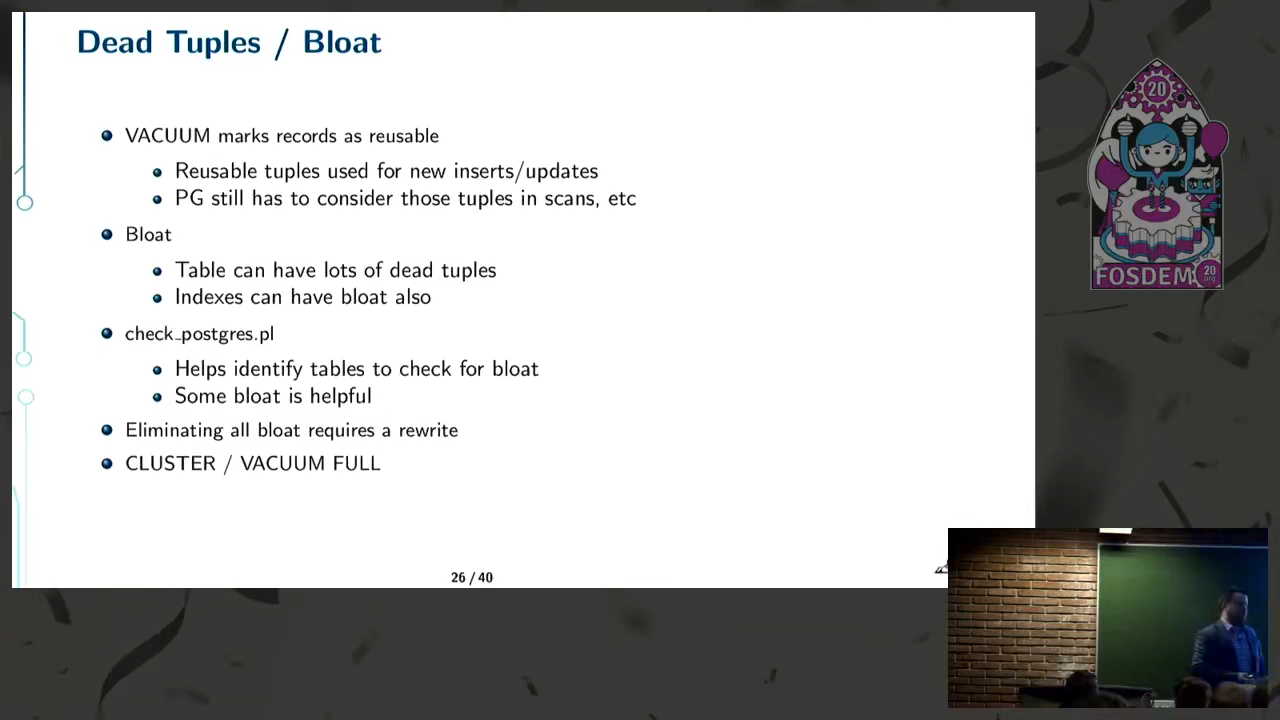 Dead Tuples / Bloat
VACUUM marks records as reusable
Reusable tuples used for new inserts/updates
PG still has to consider those tuples in scans, etc
Bloat
Table can have lots of dead tuples
Indexes can have bloat also
check_postgres.pl
Helps identify tables to check for bloat
Some bloat is helpful
Eliminating all bloat requires a rewrite
CLUSTER / VACUUM FULL
26 / 40
20
FOSDEM
20
.org